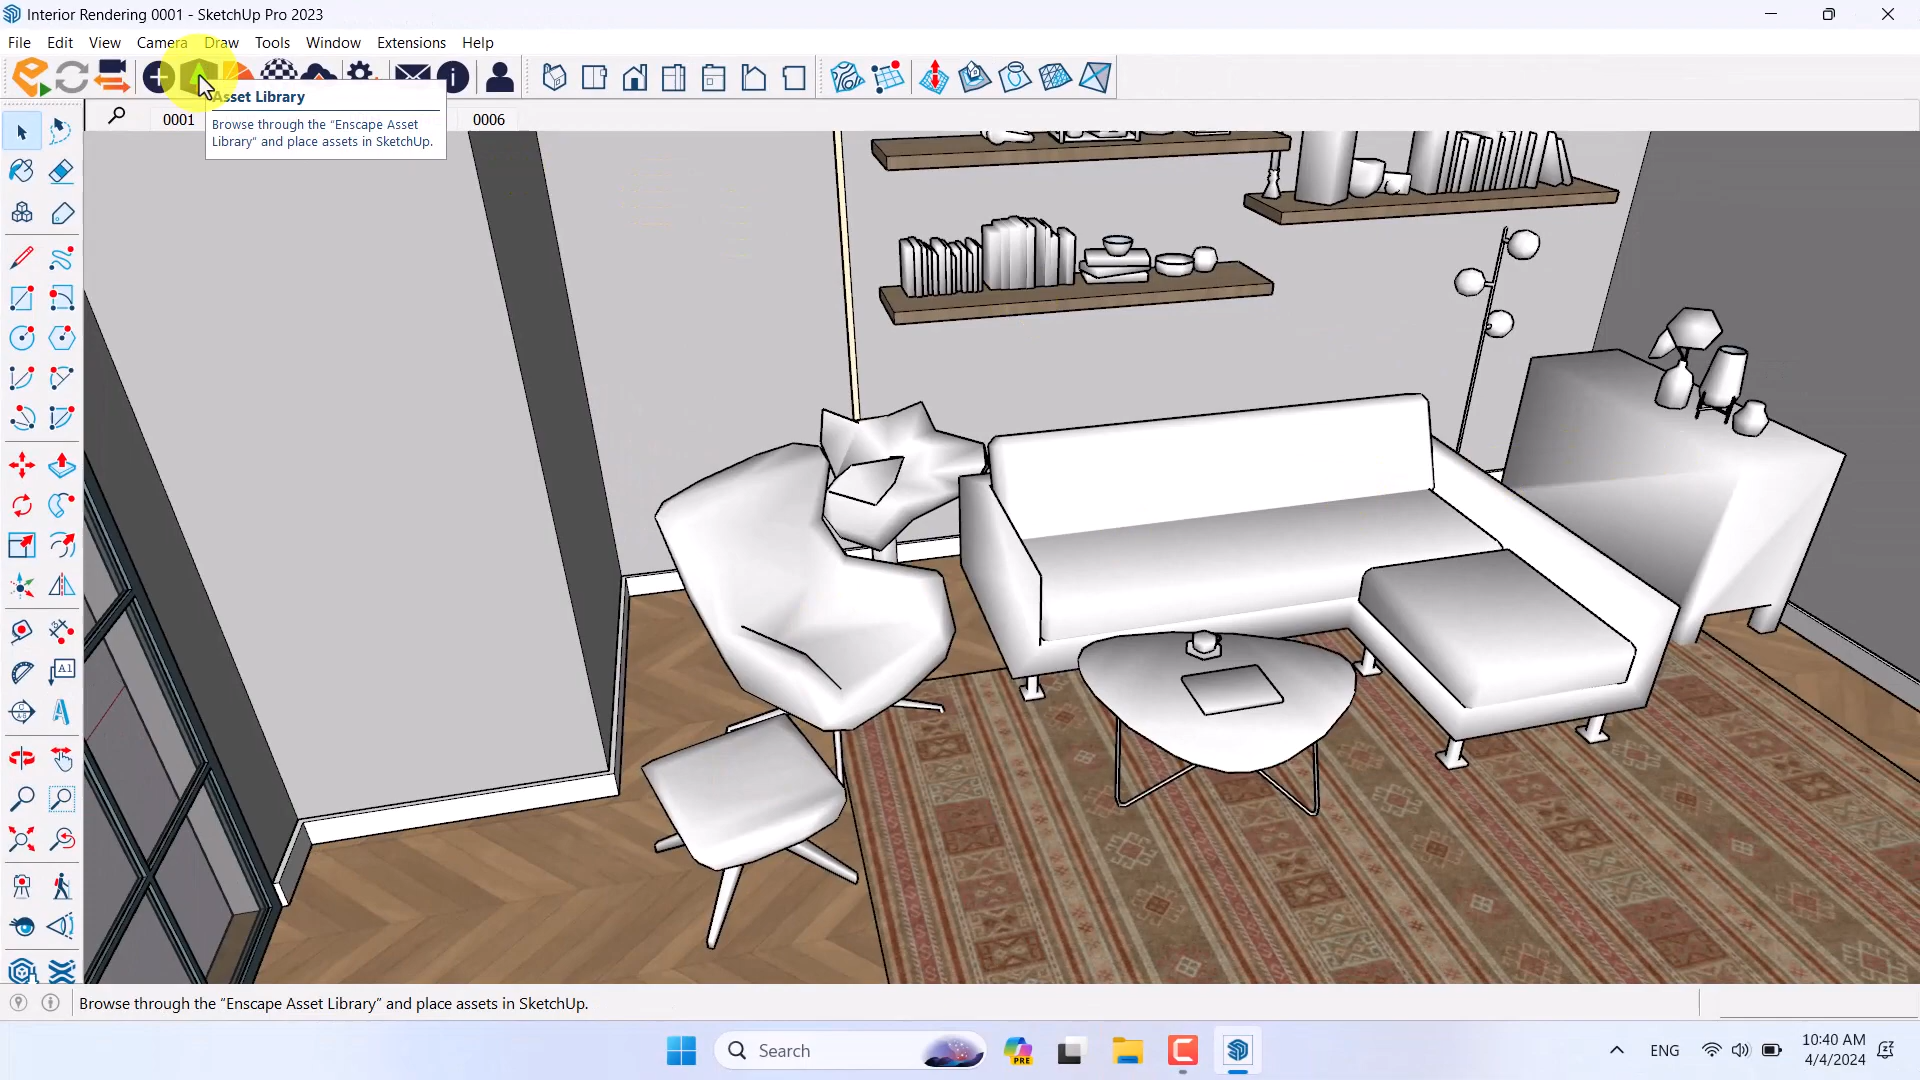 Interior Rendering 0001 - SketchUp Pro 2023
File Edit View Camera Draw Tools Window Extensions Help
Asset Library
Browse through the “Enscape Asset
Library” and place assets in SketchUp.
0001 0006
A1
Browse through the “Enscape Asset Library” and place assets in SketchUp.
Search
PRE
ENG
10:40 AM
4/4/2024